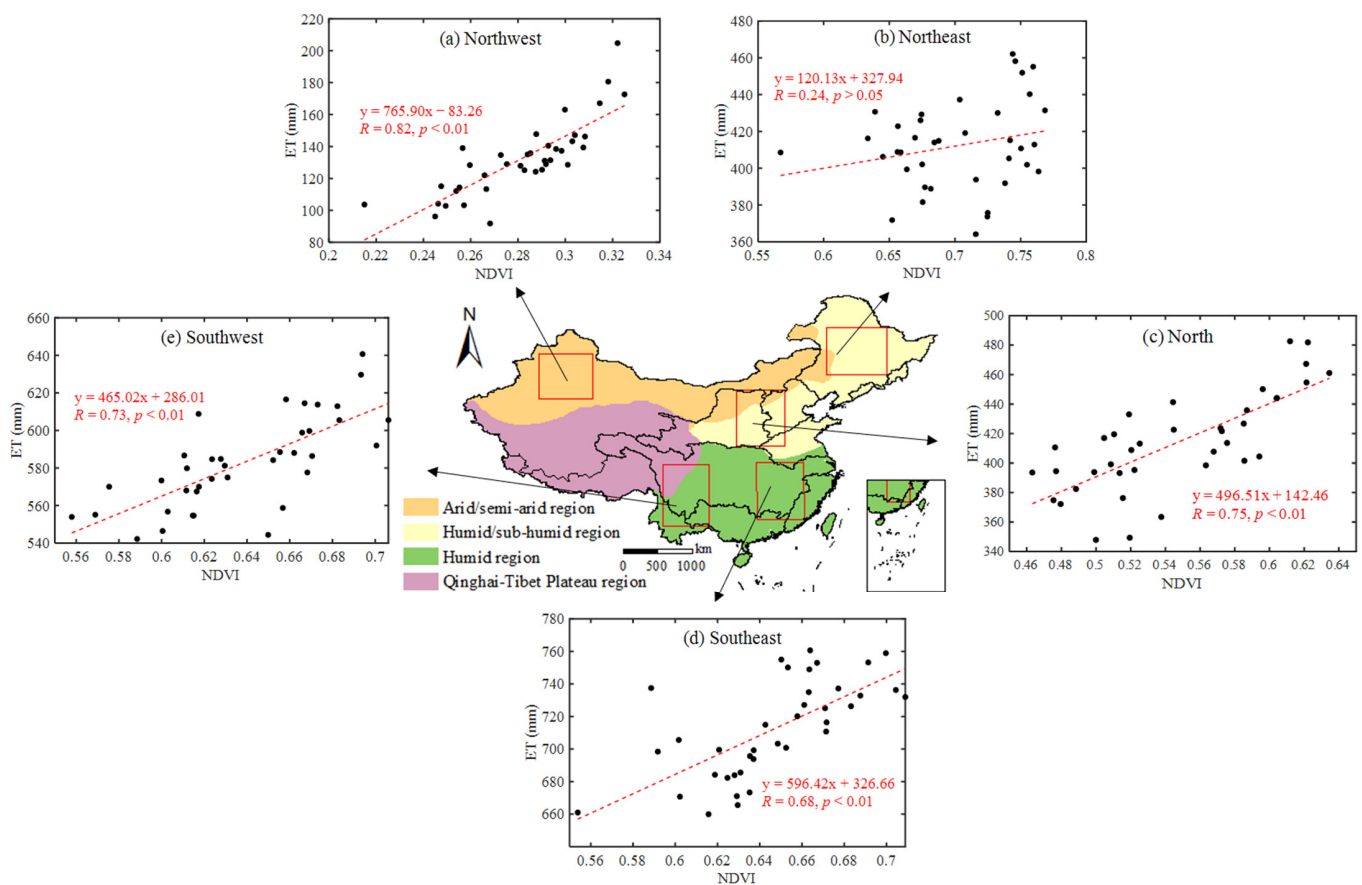 (a) Northwest
y = 765.90x − 83.26
R = 0.82, p < 0.01
ET (mm)
220
200
180
160
140
120
100
80
0.2 0.22 0.24 0.26 0.28 0.3 0.32 0.34
NDVI
(b) Northeast
y = 120.13x + 327.94
R = 0.24, p > 0.05
ET (mm)
480
460
440
420
400
380
360
0.55 0.6 0.65 0.7 0.75 0.8
NDVI
(e) Southwest
y = 465.02x + 286.01
R = 0.73, p < 0.01
ET (mm)
660
640
620
600
580
560
540
0.56 0.58 0.6 0.62 0.64 0.66 0.68 0.7
NDVI
N
Arid/semi-arid region
Humid/sub-humid region
Humid region
Qinghai-Tibet Plateau region
km
0 500 1000
(c) North
y = 496.51x + 142.46
R = 0.75, p < 0.01
ET (mm)
500
480
460
440
420
400
380
360
340
0.46 0.48 0.5 0.52 0.54 0.56 0.58 0.6 0.62 0.64
NDVI
(d) Southeast
y = 596.42x + 326.66
R = 0.68, p < 0.01
ET (mm)
780
760
740
720
700
680
660
0.56 0.58 0.6 0.62 0.64 0.66 0.68 0.7
NDVI